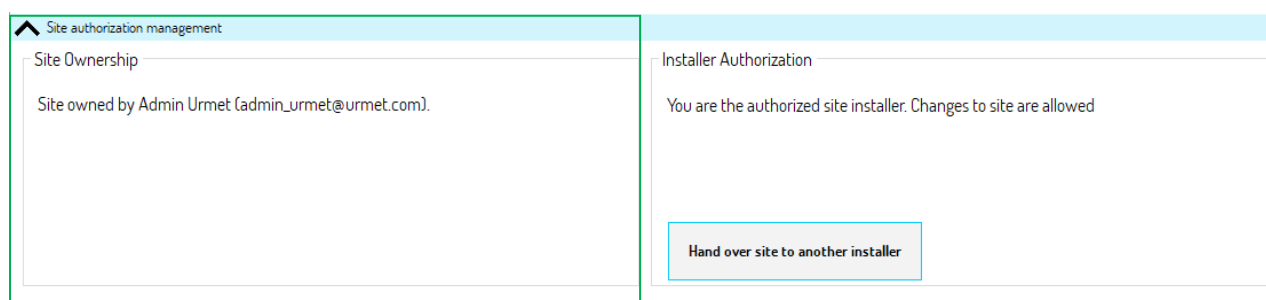 Site authorization management
Site Ownership
Site owned by Admin Urmet (admin_urmet@urmet.com).
Installer Authorization
You are the authorized site installer. Changes to site are allowed
Hand over site to another installer